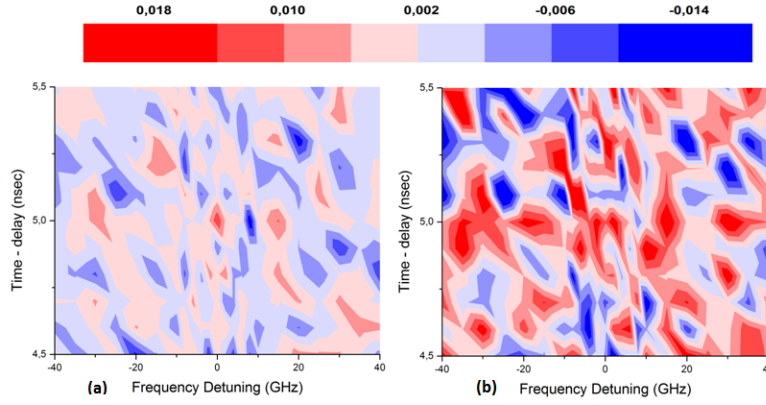 0,018 0,010 0,002 -0,006 -0,014
5,5 5,5
5,0 5,0
4,5 4,5
Time - delay (nsec) Time - delay (nsec)
-40 -20 0 20 40 -40 -20 0 20 40
(a) Frequency Detuning (GHz) (b) Frequency Detuning (GHz)